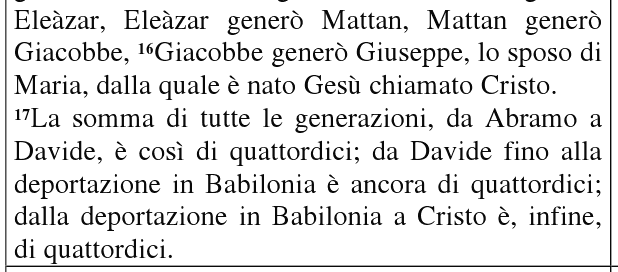 Eleàzar, Eleàzar generò Mattan, Mattan generò
Giacobbe, ¹⁶Giacobbe generò Giuseppe, lo sposo di
Maria, dalla quale è nato Gesù chiamato Cristo.
¹⁷La somma di tutte le generazioni, da Abramo a
Davide, è così di quattordici; da Davide fino alla
deportazione in Babilonia è ancora di quattordici;
dalla deportazione in Babilonia a Cristo è, infine,
di quattordici.